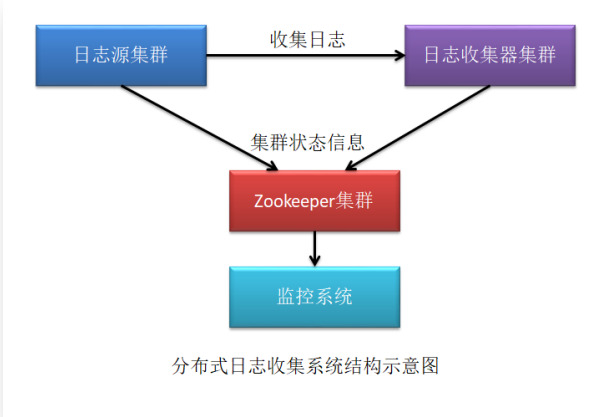 收集日志
日志源集群
日志收集器集群
集群状态信息
Zookeeper集群
监控系统
分布式日志收集系统结构示意图